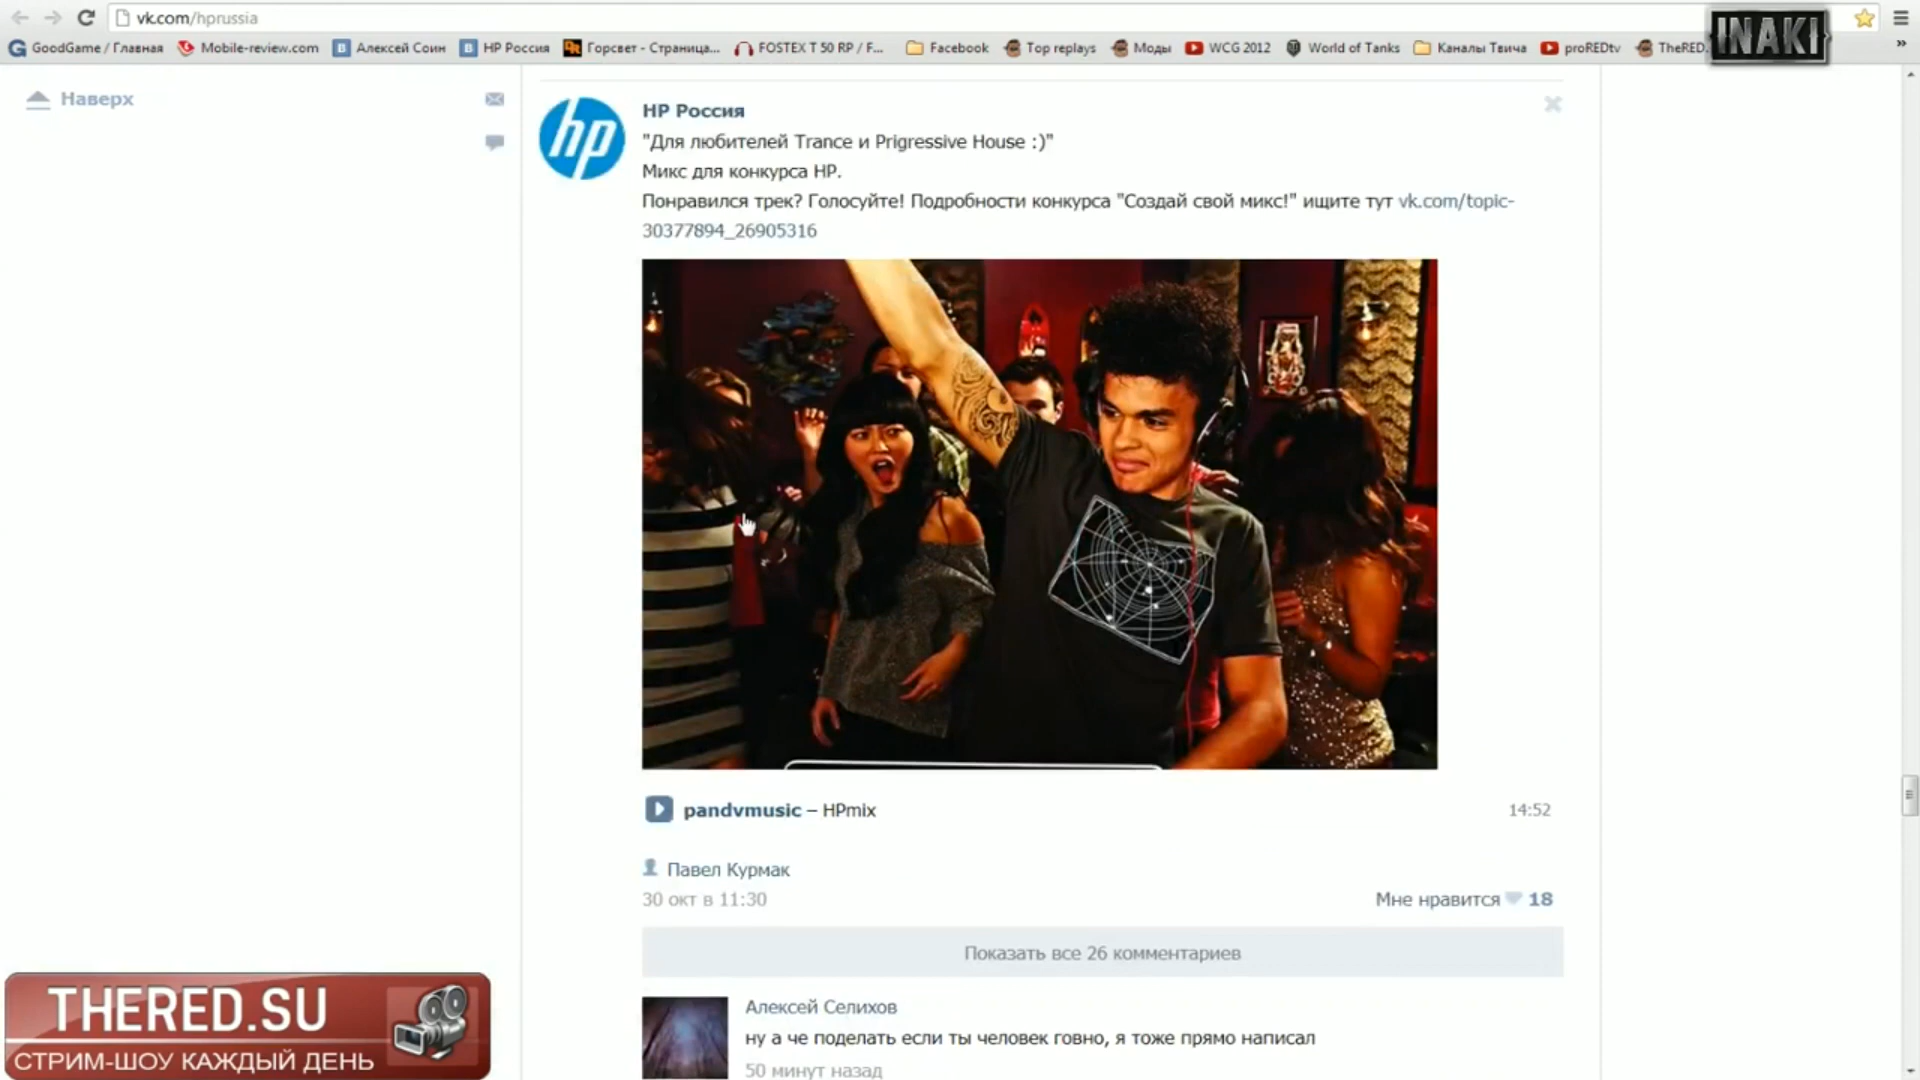 vk.com/hprussia
GoodGame / Главная
Mobile-review.com
Алексей Соин
HP Россия
Горсвет - Страница...
FOSTEX T 50 RP / F...
Facebook
Top replays
Моды
WCG 2012
World of Tanks
Каналы Твича
proREDtv
TheRED.
»
INAKI
Наверх
hp
HP Россия
"Для любителей Trance и Prigressive House :)"
Микс для конкурса HP.
Понравился трек? Голосуйте! Подробности конкурса "Создай свой микс!" ищите тут vk.com/topic-
30377894_26905316
pandvmusic – HPmix
14:52
Павел Курмак
30 окт в 11:30
Мне нравится 18
Показать все 26 комментариев
Алексей Селихов
ну а че поделать если ты человек говно, я тоже прямо написал
50 минут назад
THERED.SU
СТРИМ-ШОУ КАЖДЫЙ ДЕНЬ